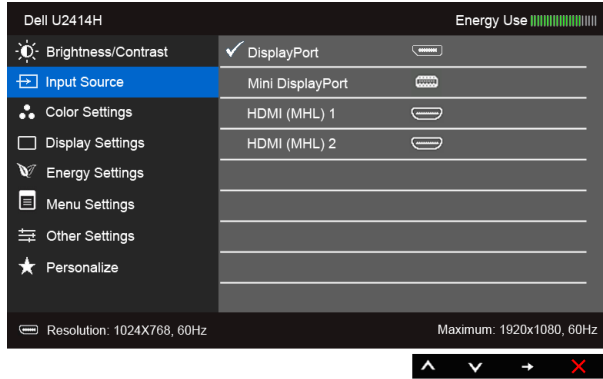 Dell U2414H Energy Use
Brightness/Contrast DisplayPort
Input Source Mini DisplayPort
Color Settings HDMI (MHL) 1
Display Settings HDMI (MHL) 2
Energy Settings
Menu Settings
Other Settings
Personalize
Resolution: 1024X768, 60Hz Maximum: 1920x1080, 60Hz